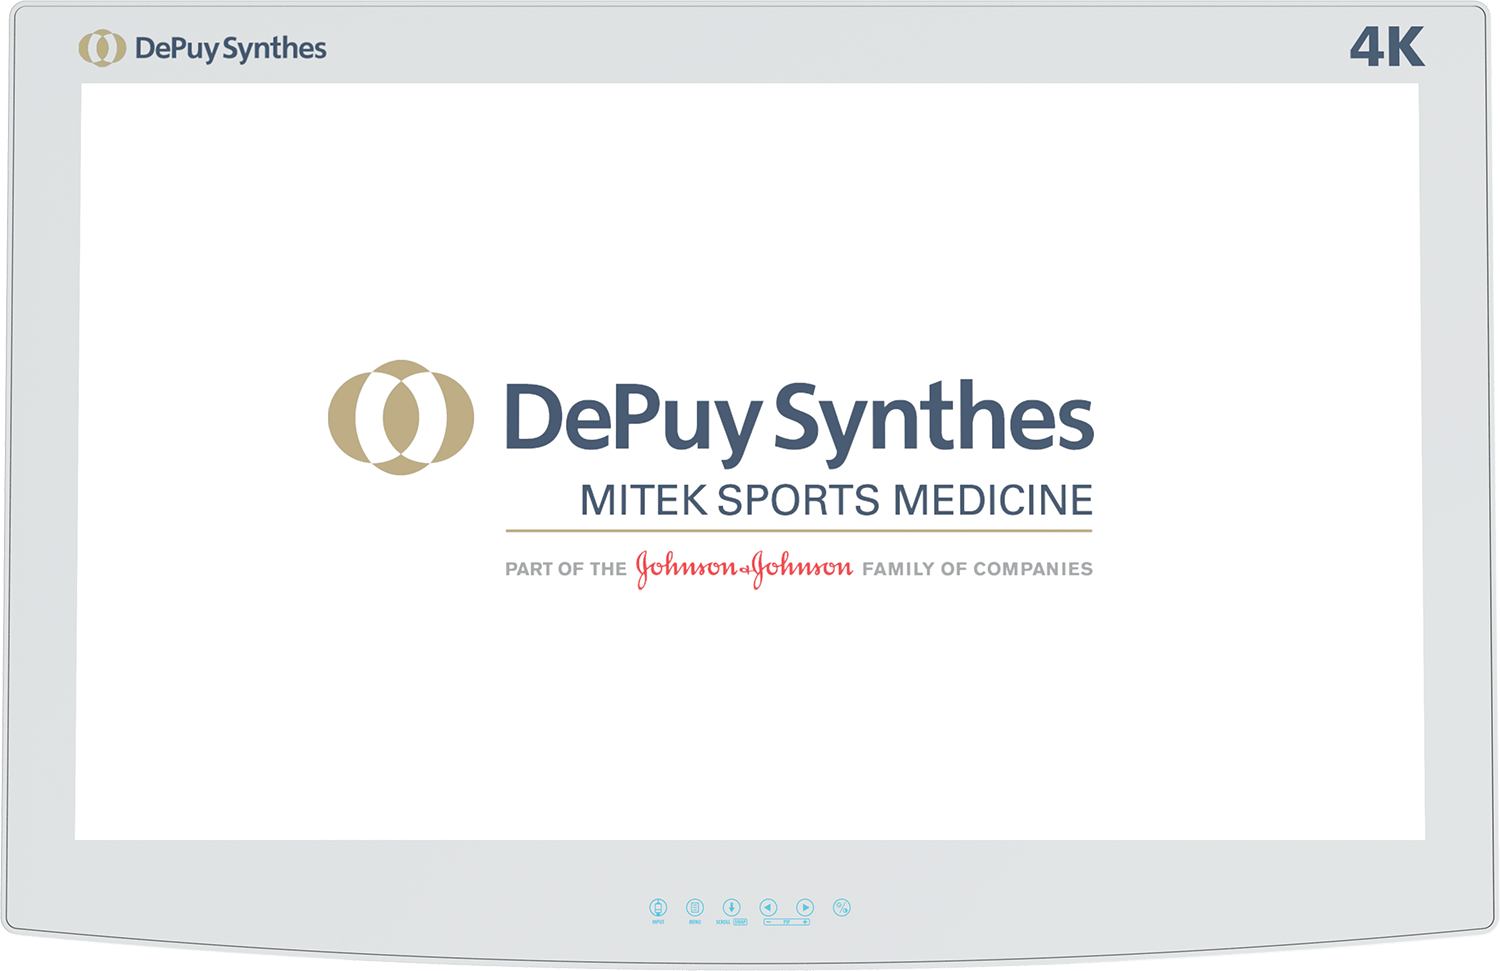 DePuy Synthes
4K
DePuy Synthes
MITEK SPORTS MEDICINE
PART OF THE Johnson & Johnson FAMILY OF COMPANIES
INPUT MENU SCROLL SWAP − PIP +